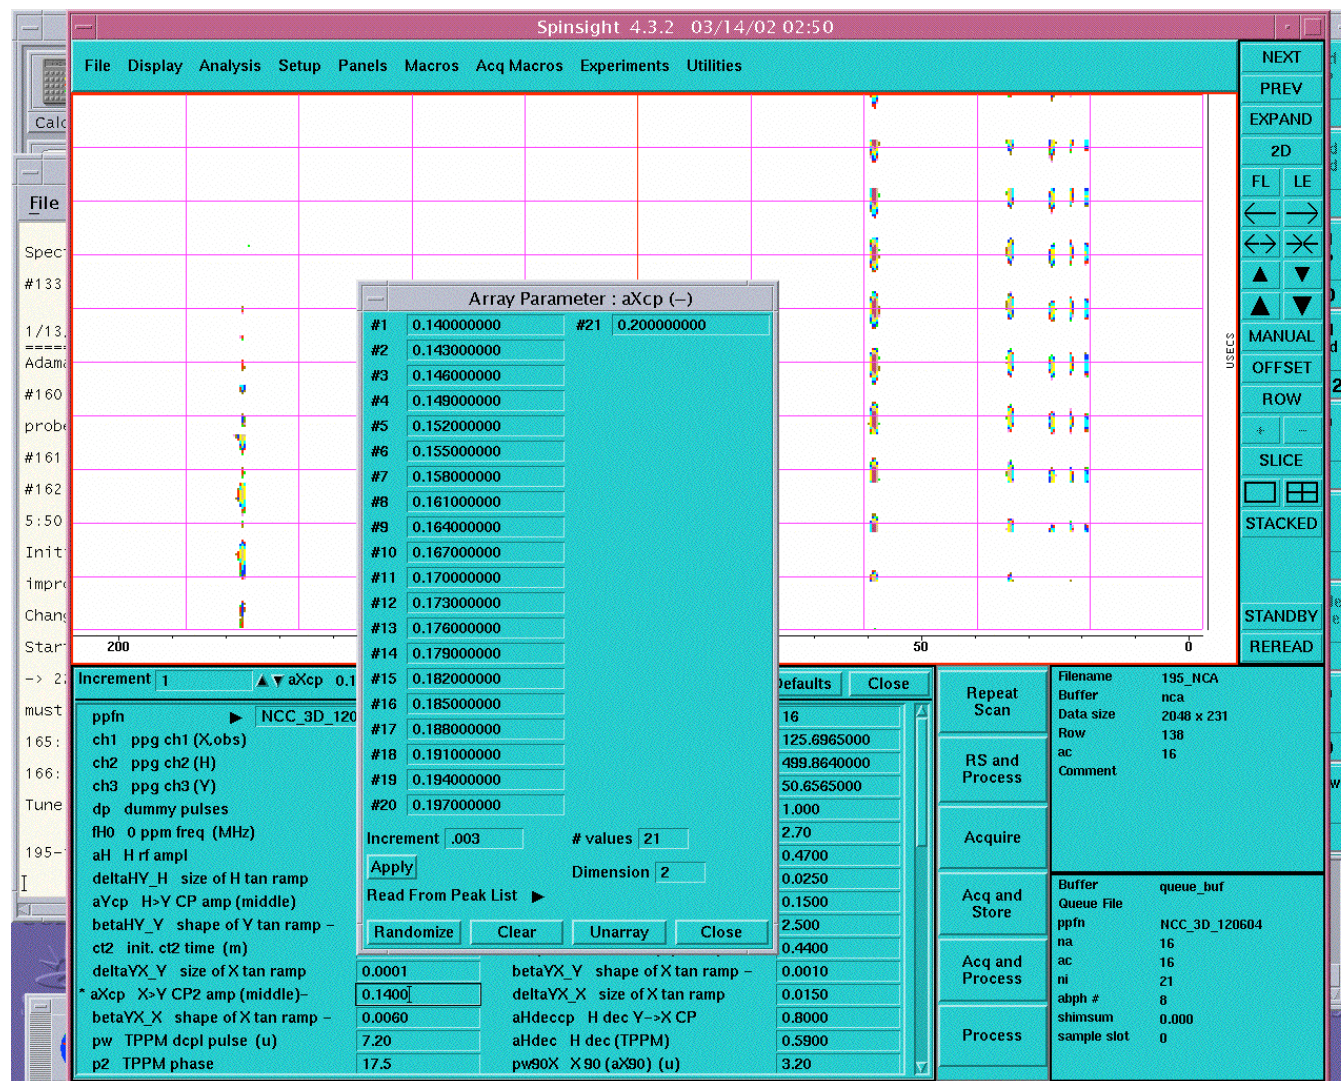 Spinsight 4.3.2 03/14/02 02:50
File Display Analysis Setup Panels Macros Acq Macros Experiments Utilities
NEXT
PREV
EXPAND
2D
FL LE
MANUAL
OFFSET
ROW
+ -
SLICE
STACKED
STANDBY
REREAD
USECS
200
50
0
File
#133
1/13
=====
#160
#161
#162
5:50
-> 2
must
165:
166:
Tune
195-
Array Parameter : aXcp (-)
#1 0.140000000 #21 0.200000000
#2 0.143000000
#3 0.146000000
#4 0.149000000
#5 0.152000000
#6 0.155000000
#7 0.158000000
#8 0.161000000
#9 0.164000000
#10 0.167000000
#11 0.170000000
#12 0.173000000
#13 0.176000000
#14 0.179000000
#15 0.182000000
#16 0.185000000
#17 0.188000000
#18 0.191000000
#19 0.194000000
#20 0.197000000
Increment .003 # values 21
Apply Dimension 2
Read From Peak List
Randomize Clear Unarray Close
Increment 1 aXcp 0.1 Defaults Close
ppfn NCC_3D_120 16
ch1 ppg ch1 (X,obs) 125.6965000
ch2 ppg ch2 (H) 499.8640000
ch3 ppg ch3 (Y) 50.6565000
dp dummy pulses 1.000
fH0 0 ppm freq (MHz) 2.70
aH H rf ampl 0.4700
deltaHY_H size of H tan ramp 0.0250
aYcp H>Y CP amp (middle) 0.1500
betaHY_Y shape of Y tan ramp - 2.500
ct2 init. ct2 time (m) 0.4400
deltaYX_Y size of X tan ramp 0.0001 betaYX_Y shape of X tan ramp - 0.0010
* aXcp X>Y CP2 amp (middle)- 0.1400 deltaYX_X size of X tan ramp 0.0150
betaYX_X shape of X tan ramp - 0.0060 aHdeccp H dec Y->X CP 0.8000
pw TPPM dcpl pulse (u) 7.20 aHdec H dec (TPPM) 0.5900
p2 TPPM phase 17.5 pw90X X 90 (aX90) (u) 3.20
Repeat Scan
RS and Process
Acquire
Acq and Store
Acq and Process
Process
Filename 195_NCA
Buffer nca
Data size 2048 x 231
Row 138
ac 16
Comment
Buffer queue_buf
Queue File
ppfn NCC_3D_120604
na 16
ac 16
ni 21
abph # 8
shimsum 0.000
sample slot 0